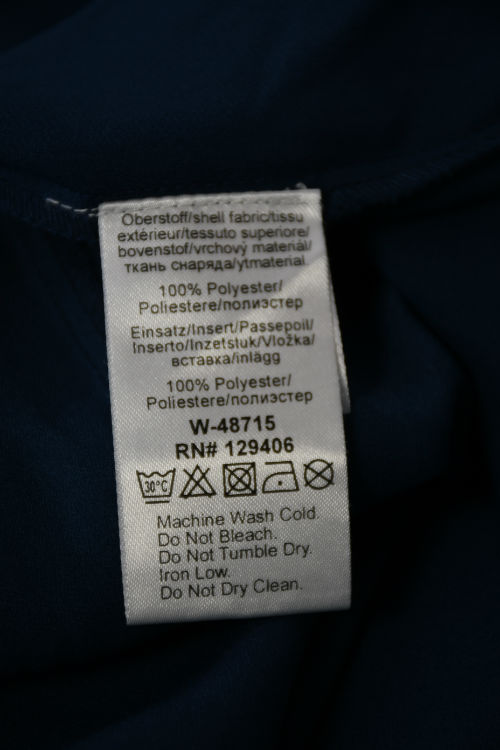 Oberstoff/shell fabric/tissu
extérieur/tessuto superiore/
bovenstof/vrchový materiál/
ткань снаряда/ytmaterial
100% Polyester/
Poliestere/полиэстер
Einsatz/Insert/Passepoil/
Inserto/Inzetstuk/Vložka/
вставка/inlägg
100% Polyester/
Poliestere/полиэстер
W-48715
RN# 129406
30°C
Machine Wash Cold.
Do Not Bleach.
Do Not Tumble Dry.
Iron Low.
Do Not Dry Clean.